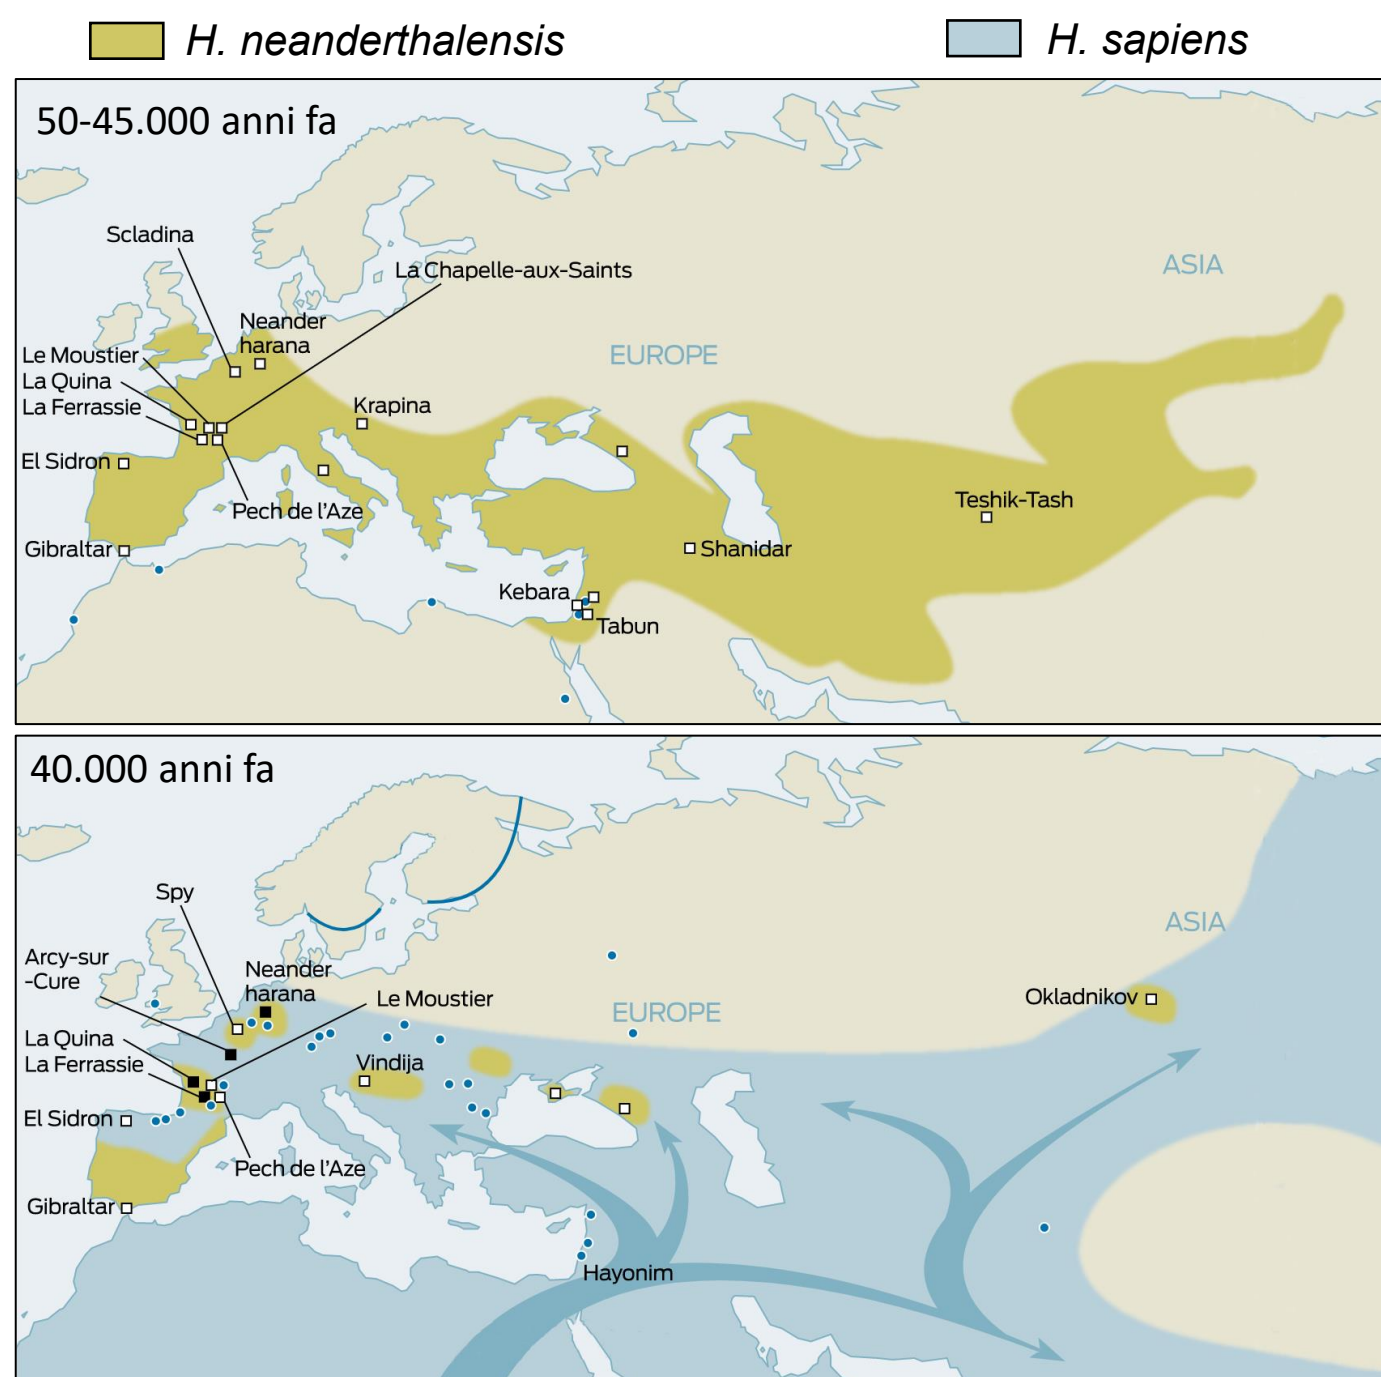 H. neanderthalensis
H. sapiens
50-45.000 anni fa
Scladina
La Chapelle-aux-Saints
ASIA
Neander
harana
EUROPE
Le Moustier
La Quina
La Ferrassie
Krapina
El Sidron
Pech de l'Aze
Teshik-Tash
Gibraltar
Shanidar
Kebara
Tabun
40.000 anni fa
Spy
ASIA
Arcy-sur
-Cure
Neander
harana
Le Moustier
Okladnikov
EUROPE
La Quina
La Ferrassie
Vindija
El Sidron
Pech de l'Aze
Gibraltar
Hayonim